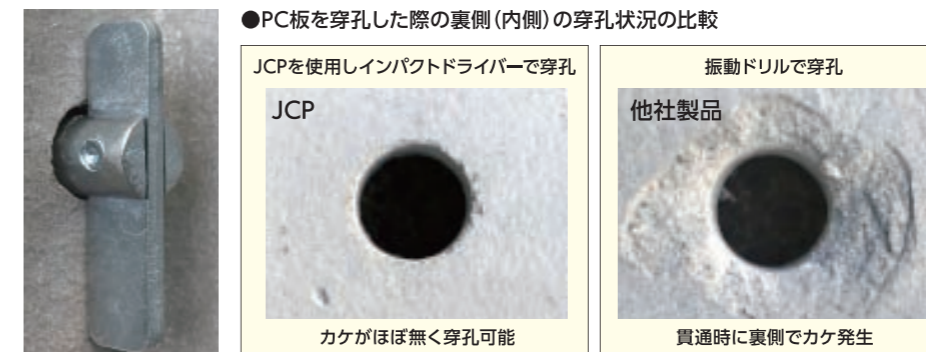 ●PC板を穿孔した際の裏側(内側)の穿孔状況の比較
JCPを使用しインパクトドライバーで穿孔
JCP
カケがほぼ無く穿孔可能
振動ドリルで穿孔
他社製品
貫通時に裏側でカケ発生